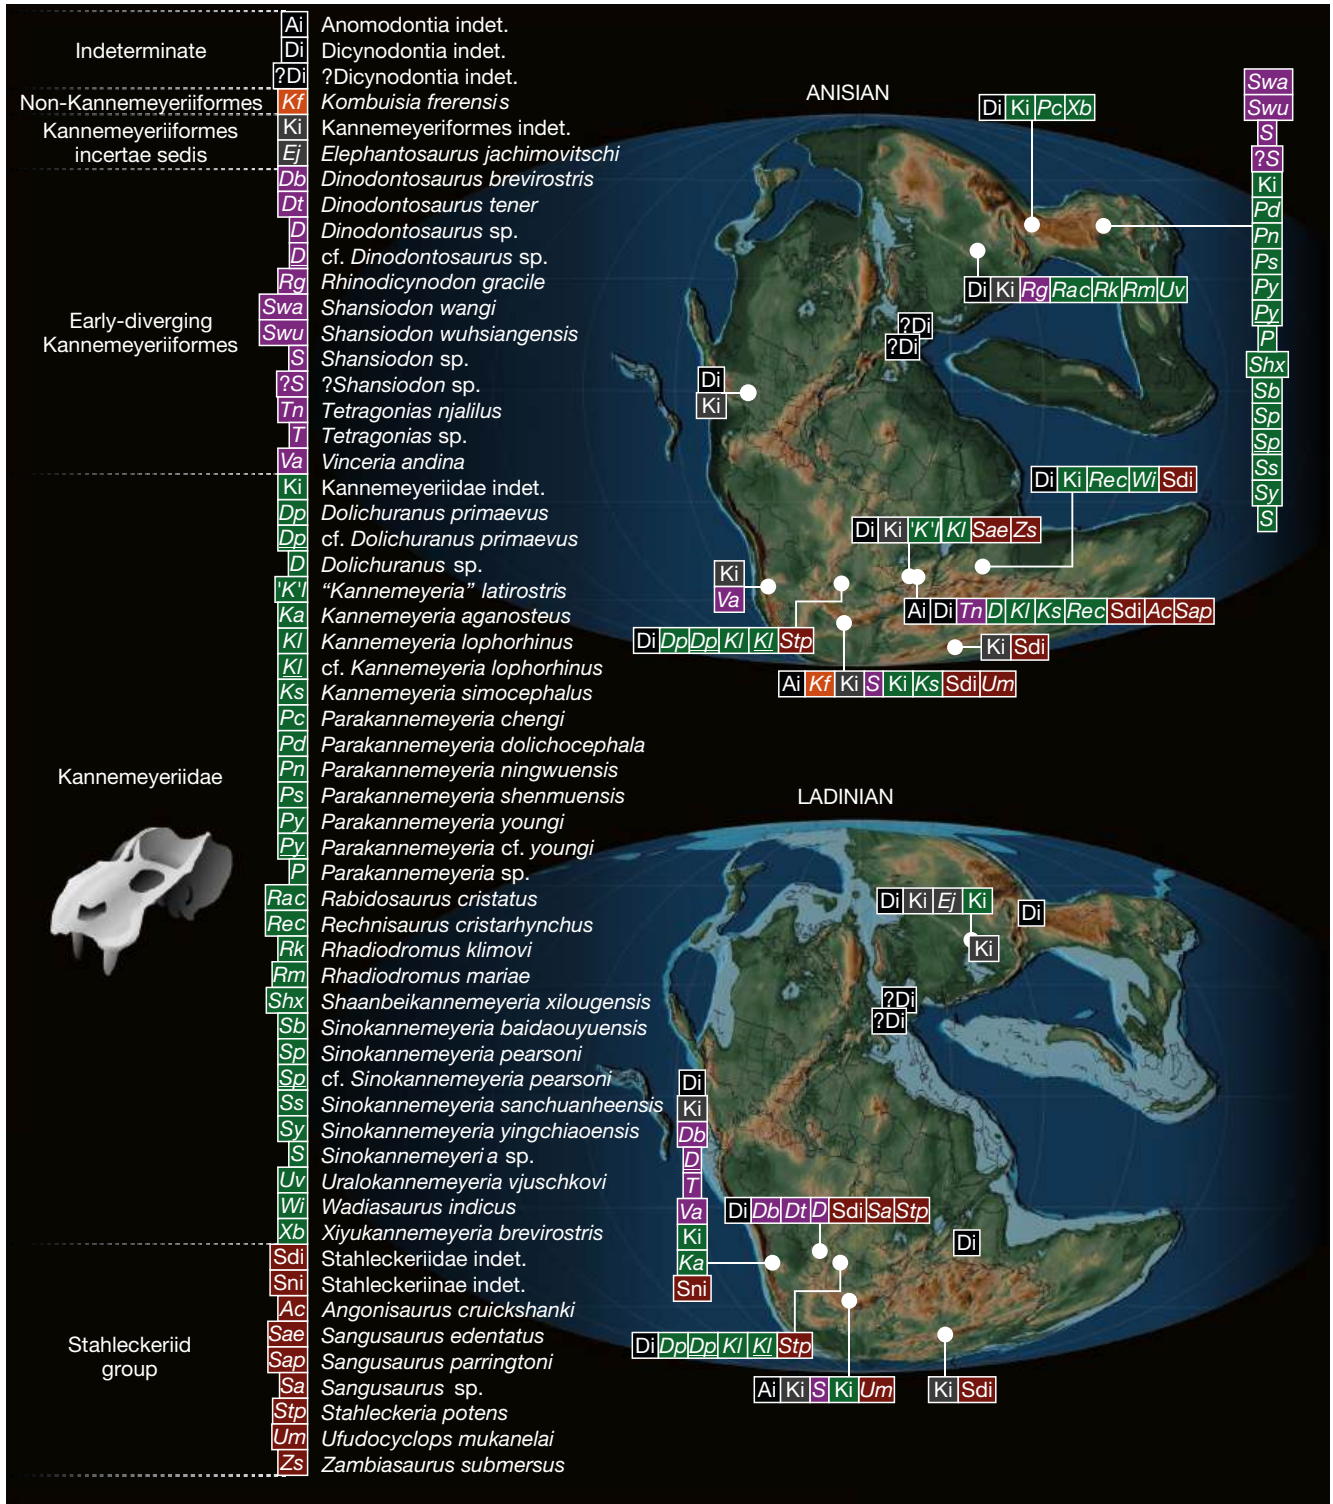 Indeterminate
Ai Anomodontia indet.
Di Dicynodontia indet.
?Di ?Dicynodontia indet.
Non-Kannemeyeriiformes
Kf Kombuisia frerensis
Kannemeyeriiformes
incertae sedis
Ki Kannemeyeriformes indet.
Ej Elephantosaurus jachimovitschi
Early-diverging
Kannemeyeriiformes
Db Dinodontosaurus brevirostris
Dt Dinodontosaurus tener
D Dinodontosaurus sp.
D cf. Dinodontosaurus sp.
Rg Rhinodicynodon gracile
Swa Shansiodon wangi
Swu Shansiodon wuhsiangensis
S Shansiodon sp.
?S ?Shansiodon sp.
Tn Tetragonias njalilus
T Tetragonias sp.
Va Vinceria andina
Kannemeyeriidae
Ki Kannemeyeriidae indet.
Dp Dolichuranus primaevus
Dp cf. Dolichuranus primaevus
D Dolichuranus sp.
'K'l “Kannemeyeria” latirostris
Ka Kannemeyeria aganosteus
Kl Kannemeyeria lophorhinus
Kl cf. Kannemeyeria lophorhinus
Ks Kannemeyeria simocephalus
Pc Parakannemeyeria chengi
Pd Parakannemeyeria dolichocephala
Pn Parakannemeyeria ningwuensis
Ps Parakannemeyeria shenmuensis
Py Parakannemeyeria youngi
Py Parakannemeyeria cf. youngi
P Parakannemeyeria sp.
Rac Rabidosaurus cristatus
Rec Rechnisaurus cristarhynchus
Rk Rhadiodromus klimovi
Rm Rhadiodromus mariae
Shx Shaanbeikannemeyeria xilougensis
Sb Sinokannemeyeria baidaouyuensis
Sp Sinokannemeyeria pearsoni
Sp cf. Sinokannemeyeria pearsoni
Ss Sinokannemeyeria sanchuanheensis
Sy Sinokannemeyeria yingchiaoensis
S Sinokannemeyeria sp.
Uv Uralokannemeyeria vjuschkovi
Wi Wadiasaurus indicus
Xb Xiyukannemeyeria brevirostris
Stahleckeriid
group
Sdi Stahleckeriidae indet.
Sni Stahleckeriinae indet.
Ac Angonisaurus cruickshanki
Sae Sangusaurus edentatus
Sap Sangusaurus parringtoni
Sa Sangusaurus sp.
Stp Stahleckeria potens
Um Ufudocyclops mukanelai
Zs Zambiasaurus submersus
ANISIAN
Di Ki Pc Xb
Swa
Swu
S
?S
Ki
Pd
Pn
Ps
Py
Py
P
Shx
Sb
Sp
Sp
Ss
Sy
S
Di Ki Rg Rac Rk Rm Uv
?Di
?Di
Di
Ki
Di Ki Rec Wi Sdi
Di Ki 'K'l Kl Sae Zs
Ki
Va
Ai Di Tn D Kl Ks Rec Sdi Ac Sap
Di Dp Dp Kl Kl Stp
Ki Sdi
Ai Kf Ki S Ki Ks Sdi Um
LADINIAN
Di Ki Ej Ki
Di
Ki
?Di
?Di
Di
Ki
Db
D
T
Va
Ki
Ka
Sni
Di Db Dt D Sdi Sa Stp
Di
Di Dp Dp Kl Kl Stp
Ai Ki S Ki Um
Ki Sdi